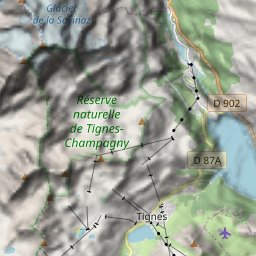 Glacier
de la Savinaz
D 902
Réserve
naturelle
de Tignes-
Champagny
D 87A
Tignes